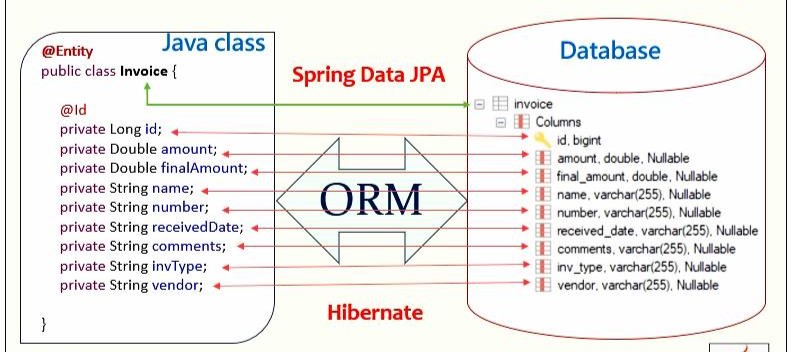 Java class
@Entity
public class Invoice {
@Id
private Long id;
private Double amount;
private Double finalAmount;
private String name;
private String number;
private String receivedDate;
private String comments;
private String invType;
private String vendor;
}
Spring Data JPA
ORM
Hibernate
Database
invoice
Columns
id, bigint
amount, double, Nullable
final_amount, double, Nullable
name, varchar(255), Nullable
number, varchar(255), Nullable
received_date, varchar(255), Nullable
comments, varchar(255), Nullable
inv_type, varchar(255), Nullable
vendor, varchar(255), Nullable